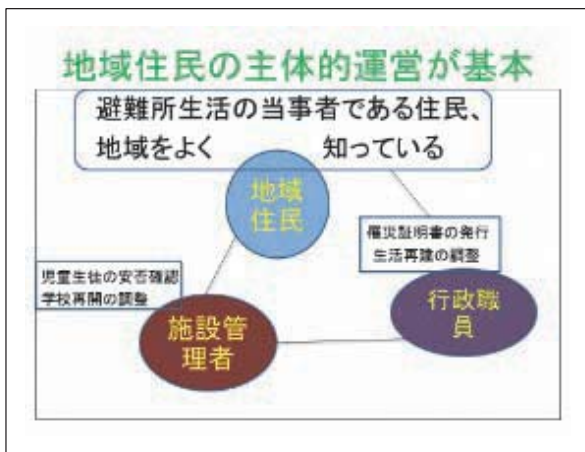 地域住民の主体的運営が基本
避難所生活の当事者である住民、
地域をよく　　　知っている
地域
住民
罹災証明書の発行
生活再建の調整
児童生徒の安否確認
学校再開の調整
行政職
員
施設管
理者